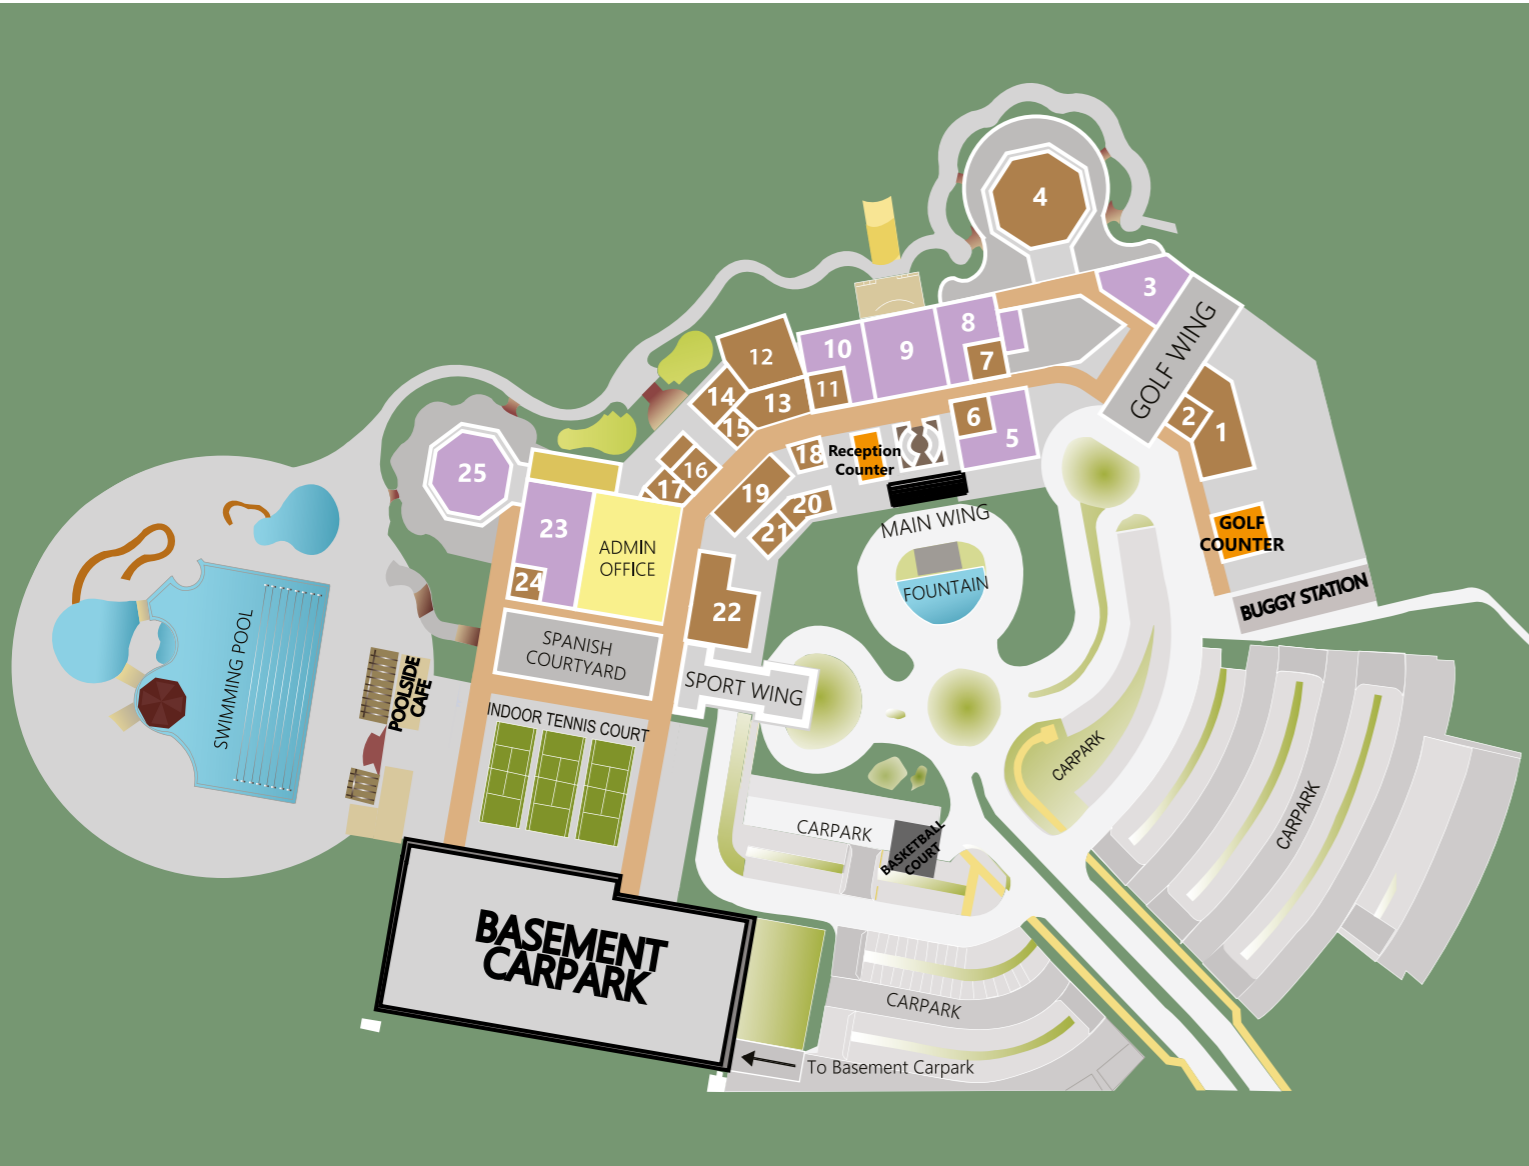 4
3
GOLF WING
8
10
9
7
12
11
14
13
15
6
5
2
1
18
Reception
Counter
16
17
19
20
21
25
23
24
ADMIN
OFFICE
MAIN WING
FOUNTAIN
GOLF
COUNTER
BUGGY STATION
22
SPANISH
COURTYARD
SPORT WING
SWIMMING POOL
POOLSIDE
CAFE
INDOOR TENNIS COURT
CARPARK
CARPARK
CARPARK
BASKETBALL
COURT
BASEMENT
CARPARK
CARPARK
To Basement Carpark